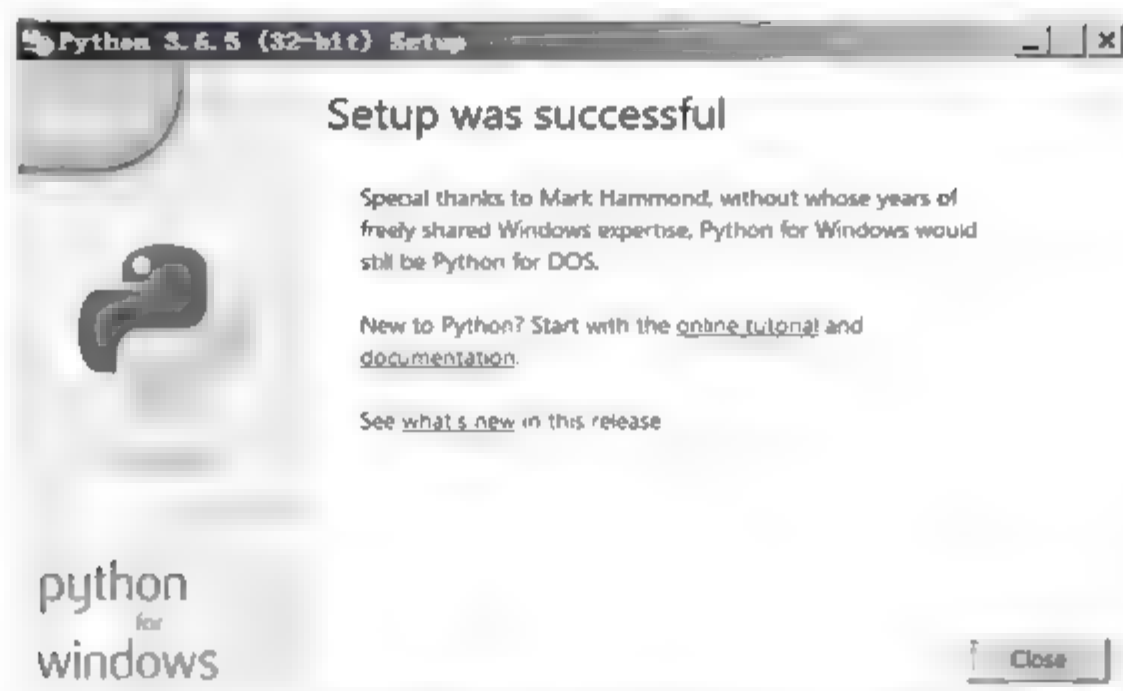 Python 3.6.5 (32-bit) Setup
Setup was successful
Special thanks to Mark Hammond, without whose years of
freely shared Windows expertise, Python for Windows would
still be Python for DOS.
New to Python? Start with the online tutorial and
documentation.
See what's new in this release
python
for
windows
Close